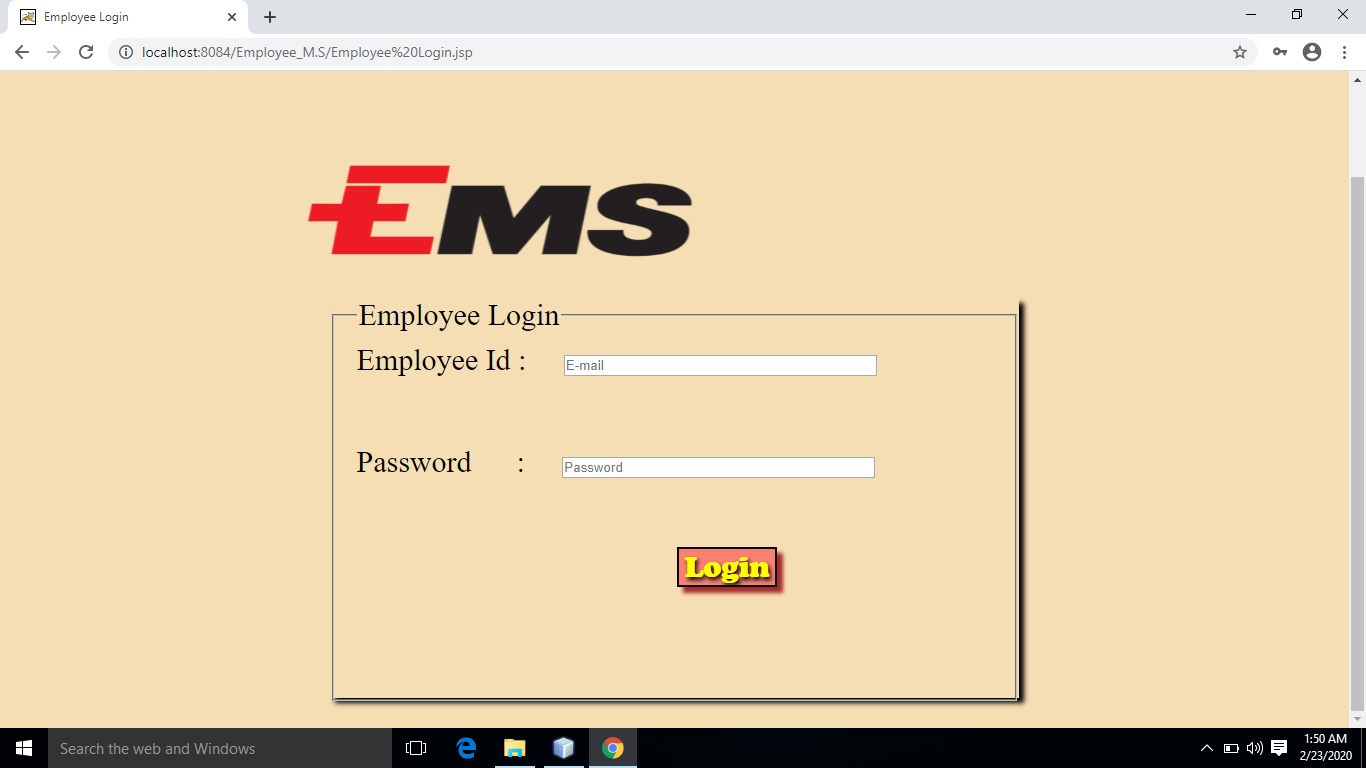 Employee Login
localhost:8084/Employee_M.S/Employee%20Login.jsp
EMS
Employee Login
Employee Id : E-mail
Password : Password
Login
Search the web and Windows
1:50 AM
2/23/2020